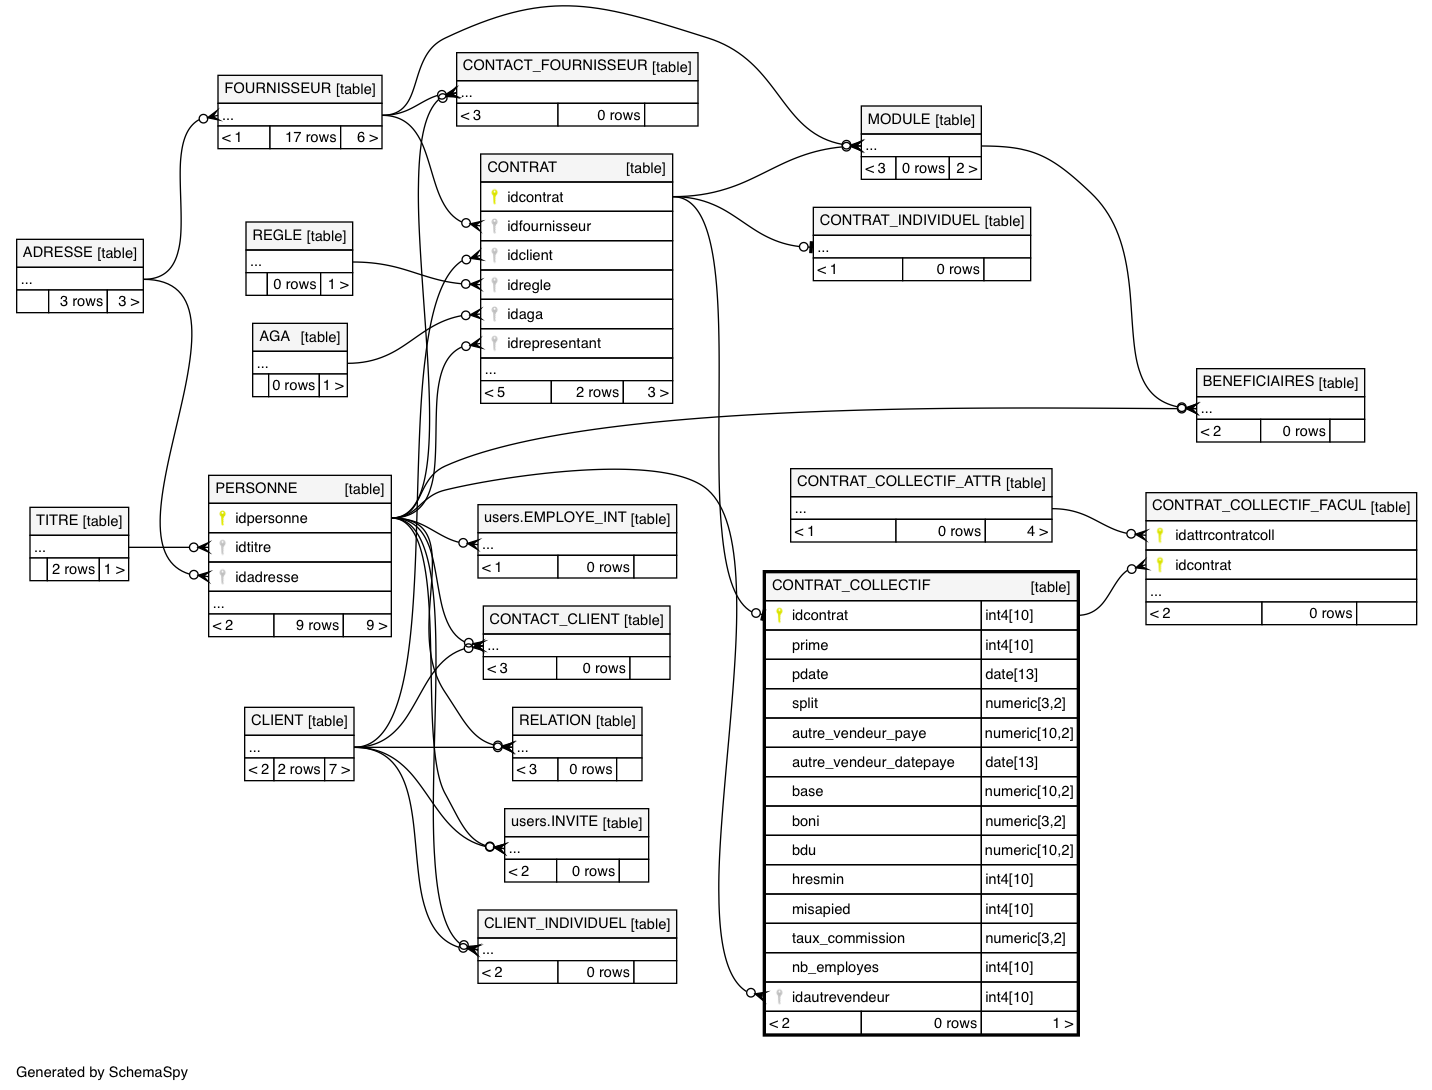 CONTACT_FOURNISSEUR [table]
...
< 3 0 rows
FOURNISSEUR [table]
...
< 1 17 rows 6 >
MODULE [table]
...
< 3 0 rows 2 >
CONTRAT [table]
idcontrat
idfournisseur
idclient
idregle
idaga
idrepresentant
...
< 5 2 rows 3 >
CONTRAT_INDIVIDUEL [table]
...
< 1 0 rows
REGLE [table]
...
0 rows 1 >
ADRESSE [table]
...
3 rows 3 >
AGA [table]
...
0 rows 1 >
BENEFICIAIRES [table]
...
< 2 0 rows
PERSONNE [table]
idpersonne
idtitre
idadresse
...
< 2 9 rows 9 >
TITRE [table]
...
2 rows 1 >
users.EMPLOYE_INT [table]
...
< 1 0 rows
CONTRAT_COLLECTIF_ATTR [table]
...
< 1 0 rows 4 >
CONTRAT_COLLECTIF_FACUL [table]
idattrcontratcoll
idcontrat
...
< 2 0 rows
CONTACT_CLIENT [table]
...
< 3 0 rows
CLIENT [table]
...
< 2 2 rows 7 >
RELATION [table]
...
< 3 0 rows
users.INVITE [table]
...
< 2 0 rows
CLIENT_INDIVIDUEL [table]
...
< 2 0 rows
CONTRAT_COLLECTIF [table]
idcontrat int4[10]
prime int4[10]
pdate date[13]
split numeric[3,2]
autre_vendeur_paye numeric[10,2]
autre_vendeur_datepaye date[13]
base numeric[10,2]
boni numeric[3,2]
bdu numeric[10,2]
hresmin int4[10]
misapied int4[10]
taux_commission numeric[3,2]
nb_employes int4[10]
idautrevendeur int4[10]
< 2 0 rows 1 >
Generated by SchemaSpy